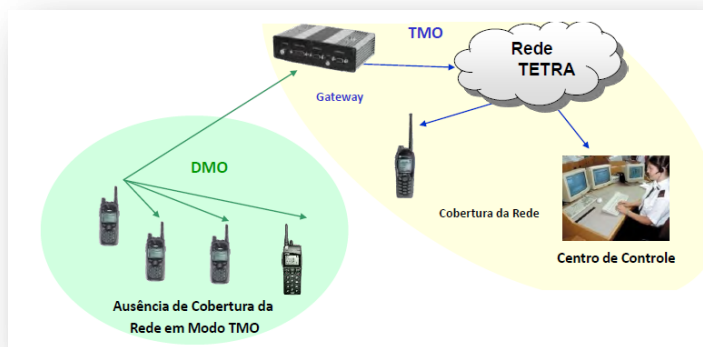 TMO
Rede
TETRA
Gateway
DMO
Cobertura da Rede
Centro de Controle
Ausência de Cobertura da
Rede em Modo TMO